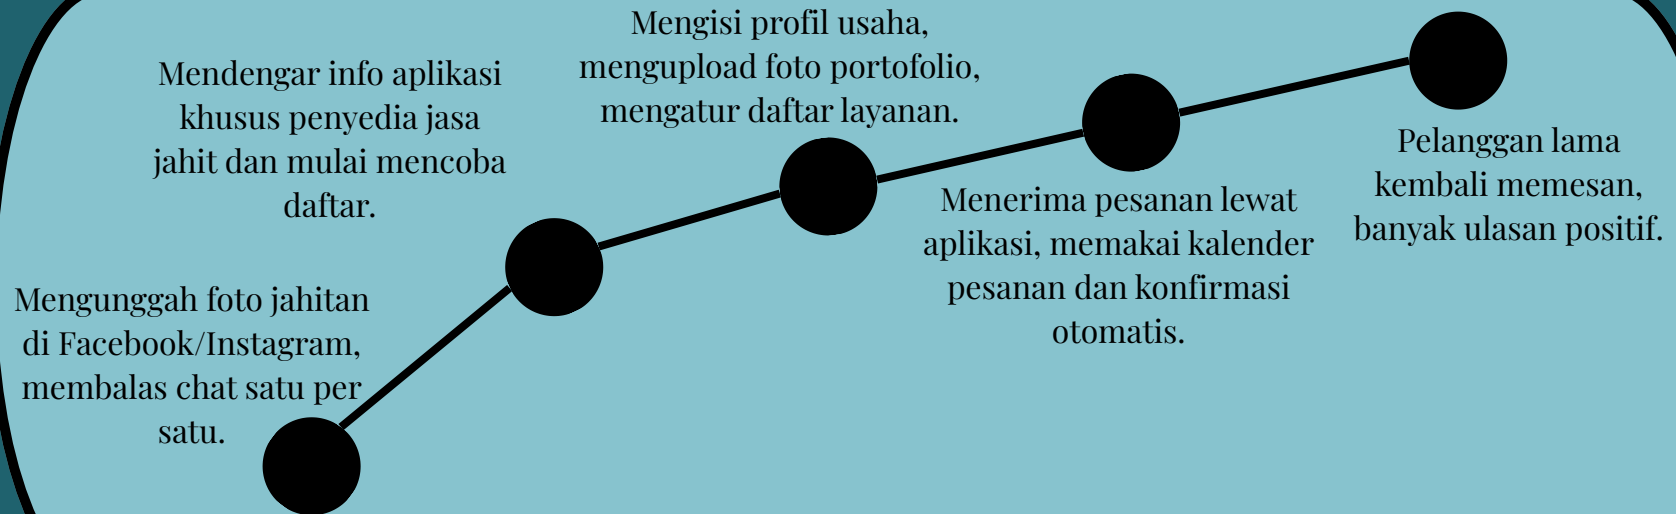 Mengunggah foto jahitan
di Facebook/Instagram,
membalas chat satu per
satu.
Mendengar info aplikasi
khusus penyedia jasa
jahit dan mulai mencoba
daftar.
Mengisi profil usaha,
mengupload foto portofolio,
mengatur daftar layanan.
Menerima pesanan lewat
aplikasi, memakai kalender
pesanan dan konfirmasi
otomatis.
Pelanggan lama
kembali memesan,
banyak ulasan positif.